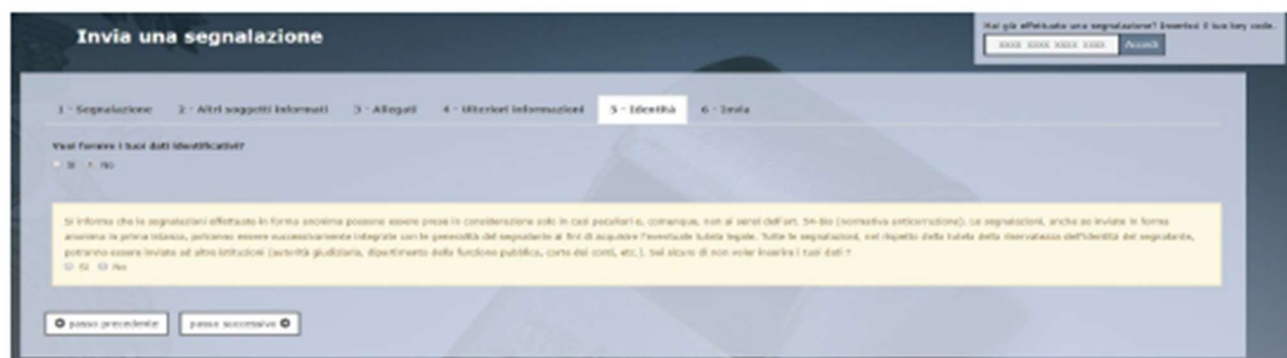 Invia una segnalazione
Hai già effettuato una segnalazione? Inserisci il tuo key code.
xxxx xxxx xxxx xxxx Accedi
1 - Segnalazione 2 - Altri soggetti informati 3 - Allegati 4 - Ulteriori informazioni 5 - Identità 6 - Invia
Vuoi fornire i tuoi dati identificativi?
Si No
Si informa che le segnalazioni effettuate in forma anonima possono essere prese in considerazione solo in casi peculiari e, comunque, non ai sensi dell'art. 54-bis (normativa anticorruzione). Le segnalazioni, anche se inviate in forma
anonima in prima istanza, potranno essere successivamente integrate con le generalità del segnalante ai fini di acquisire l'eventuale tutela legale. Tutte le segnalazioni, nel rispetto della tutela della riservatezza dell'identità del segnalante,
potranno essere inviate ad altre istituzioni (autorità giudiziaria, dipartimento della funzione pubblica, corte dei conti, etc.). Sei sicuro di non voler inserire i tuoi dati ?
Si No
passo precedente passo successivo